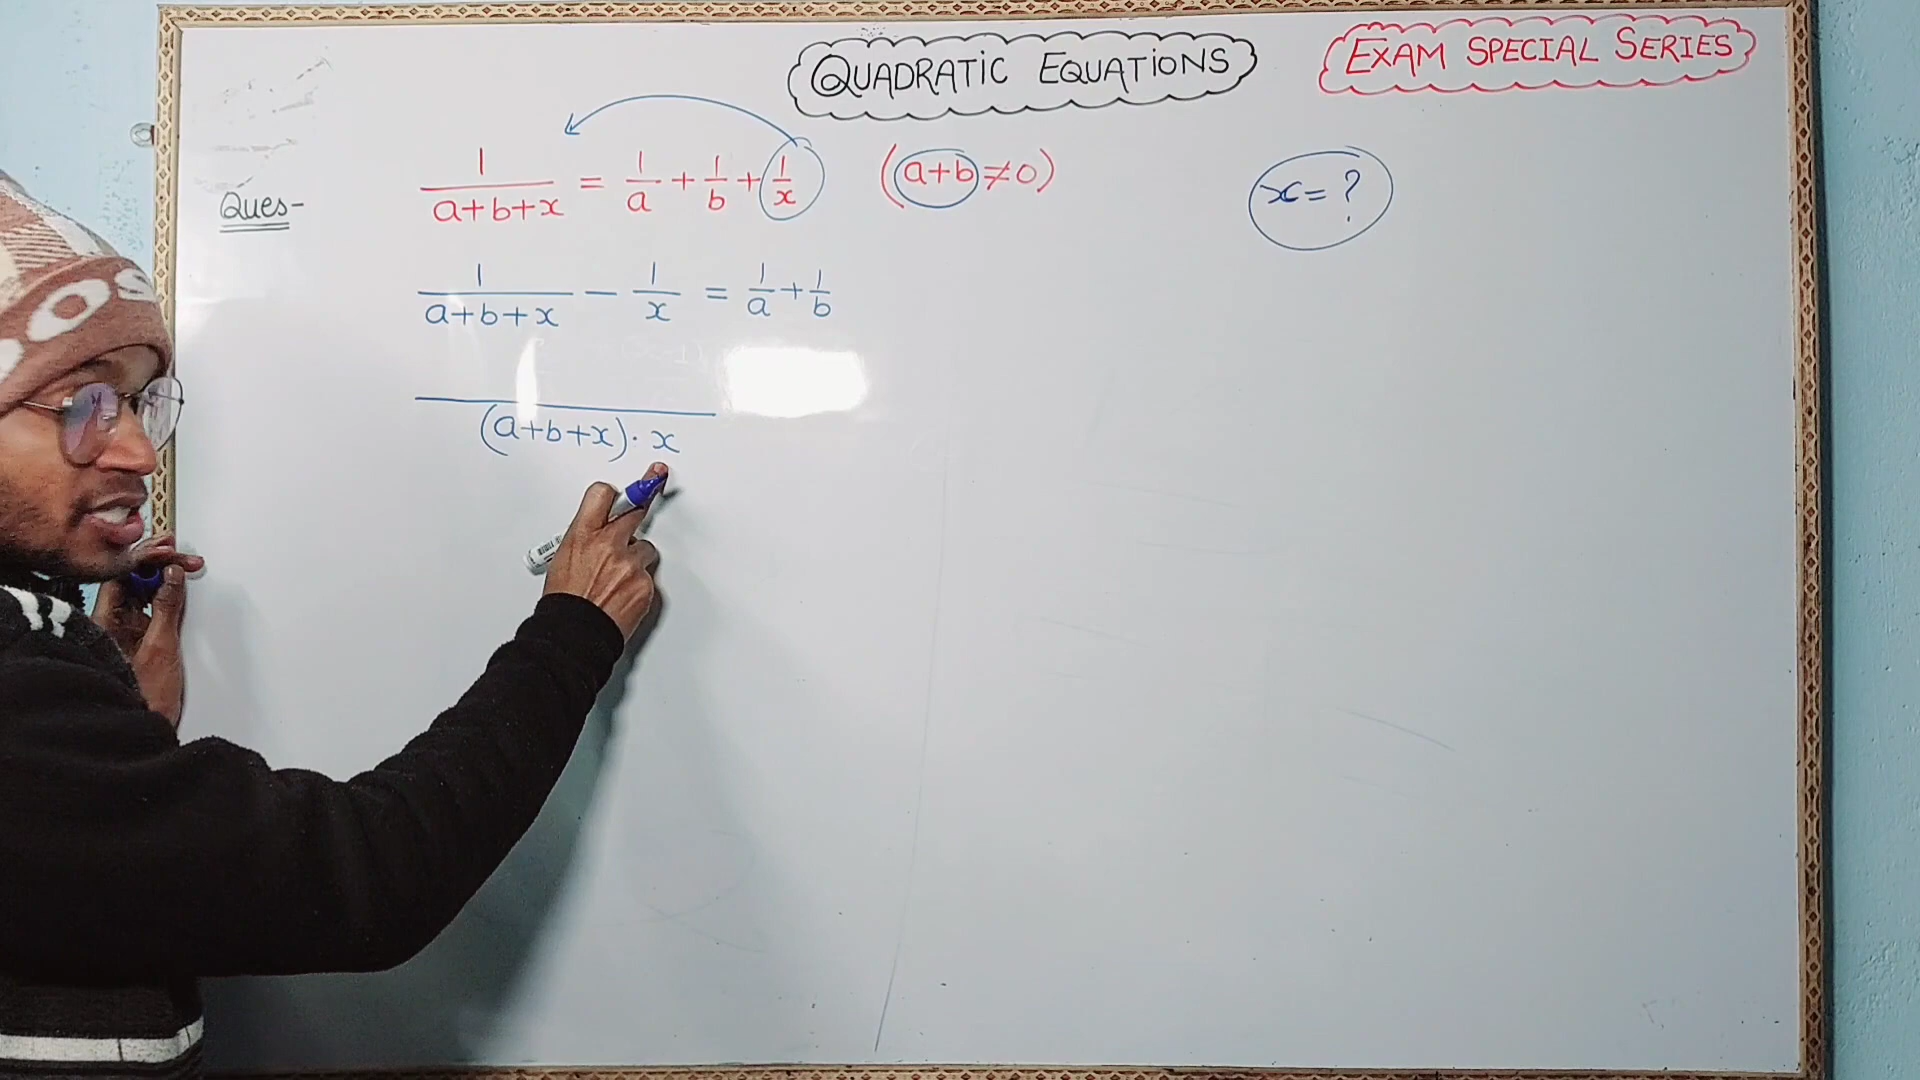 QUADRATIC EQUATIONS
EXAM SPECIAL SERIES
Ques- 1/(a+b+x) = 1/a + 1/b + 1/x (a+b≠0) x=?
1/(a+b+x) - 1/x = 1/a + 1/b
(a+b+x)·x